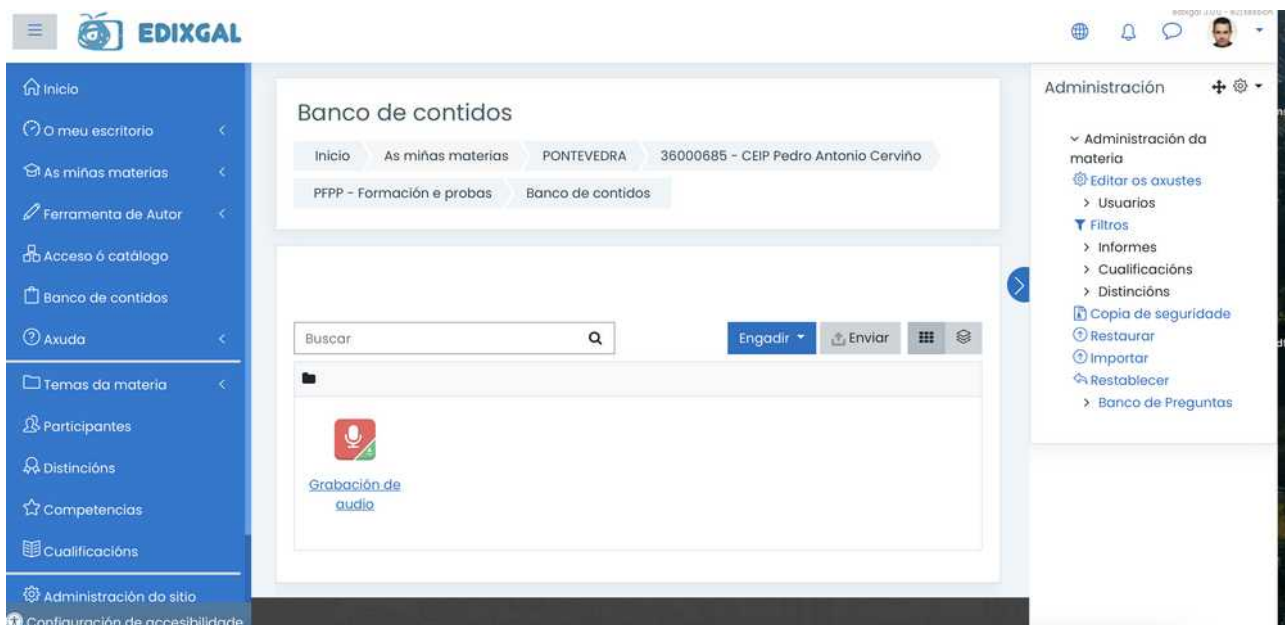 EDIXGAL
Inicio
O meu escritorio
As miñas materias
Ferramenta de Autor
Acceso ó catálogo
Banco de contidos
Axuda
Temas da materia
Participantes
Distincións
Competencias
Cualificacións
Administración do sitio
Configuración de accesibilidade
Banco de contidos
Inicio As miñas materias PONTEVEDRA 36000685 - CEIP Pedro Antonio Cerviño
PFPP - Formación e probas Banco de contidos
Buscar Engadir Enviar
Grabación de
audio
Administración
Administración da
materia
Editar os axustes
Usuarios
Filtros
Informes
Cualificacións
Distincións
Copia de seguridade
Restaurar
Importar
Restablecer
Banco de Preguntas